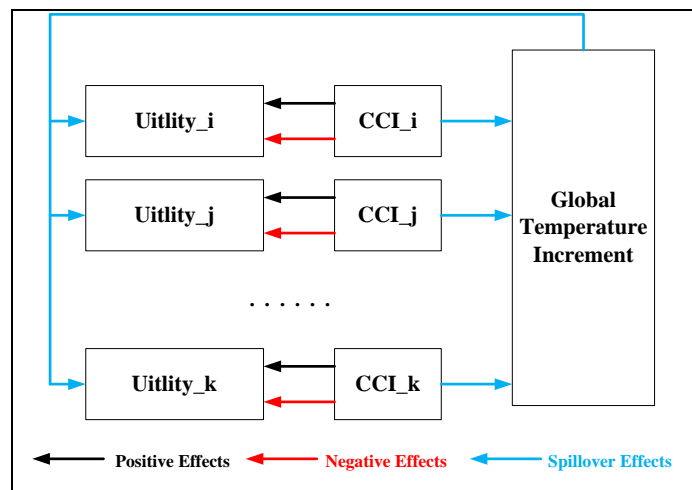 Uitlity_i
CCI_i
Uitlity_j
CCI_j
Global
Temperature
Increment
. . . . . .
Uitlity_k
CCI_k
Positive Effects
Negative Effects
Spillover Effects